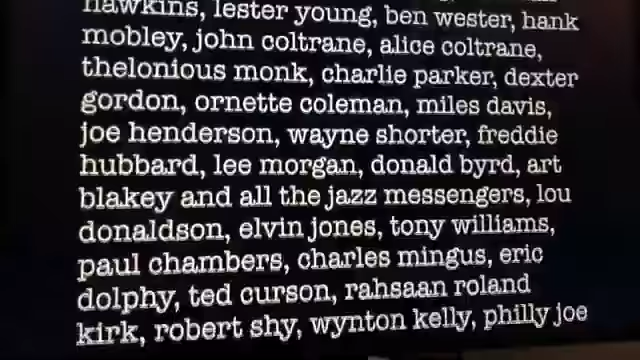 hawkins, lester young, ben wester, hank
mobley, john coltrane, alice coltrane,
thelonious monk, charlie parker, dexter
gordon, ornette coleman, miles davis,
joe henderson, wayne shorter, freddie
hubbard, lee morgan, donald byrd, art
blakey and all the jazz messengers, lou
donaldson, elvin jones, tony williams,
paul chambers, charles mingus, eric
dolphy, ted curson, rahsaan roland
kirk, robert shy, wynton kelly, philly joe